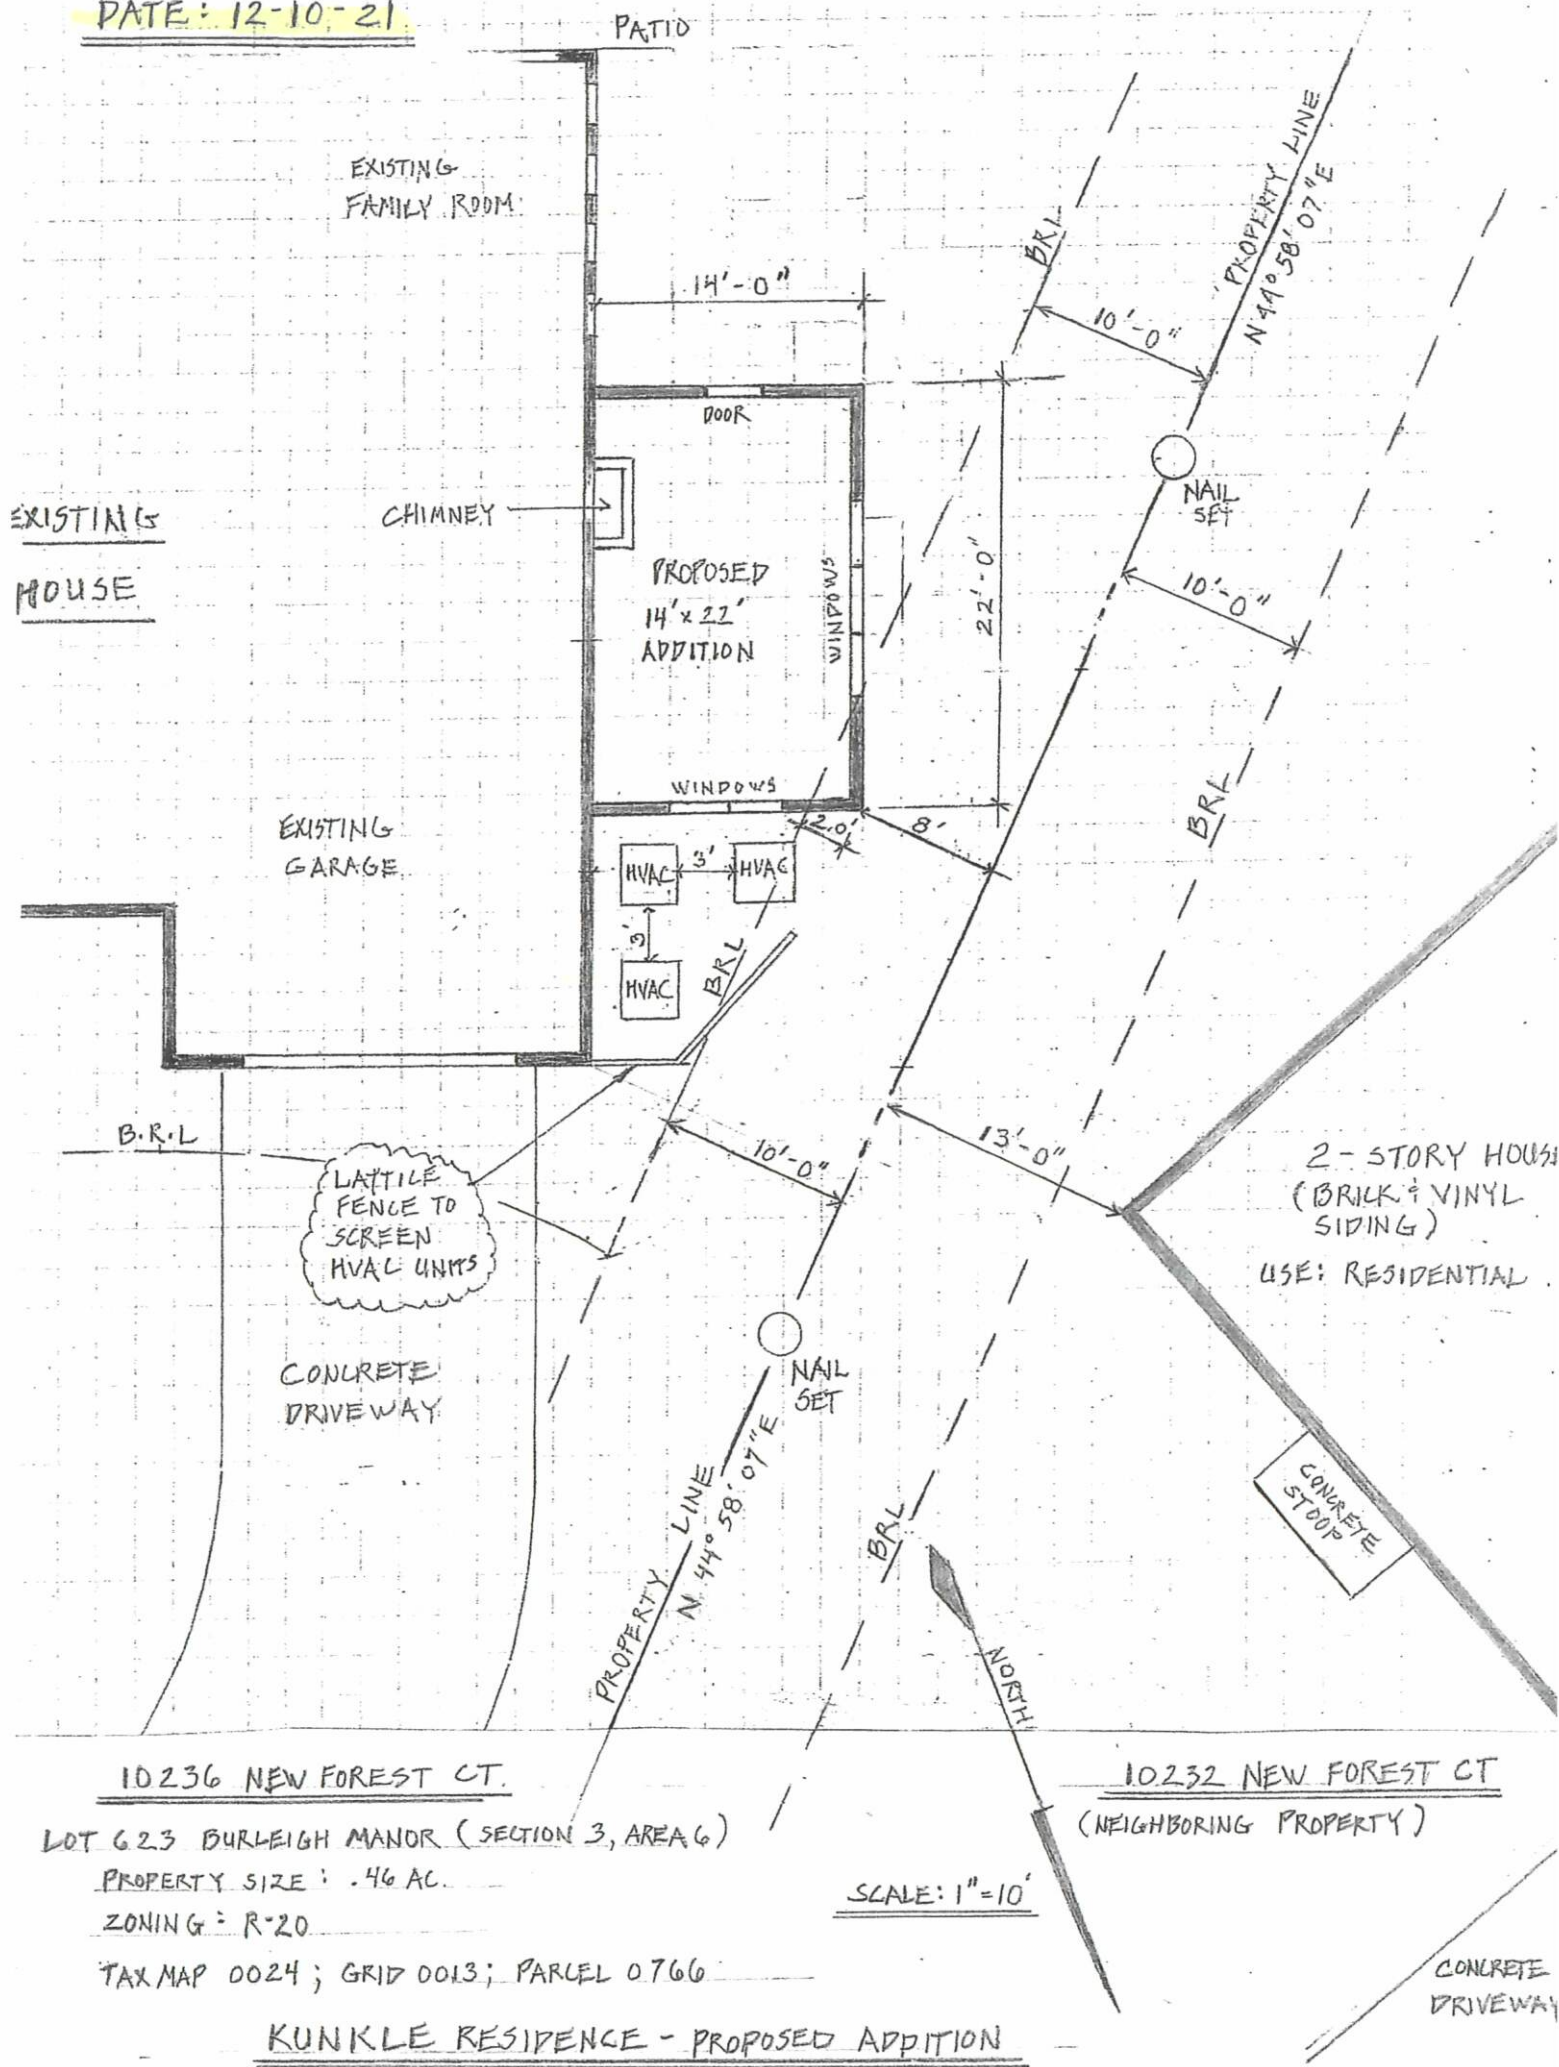 DATE: 12-10-21
PATIO
EXISTING
FAMILY ROOM
PROPERTY LINE
N 44° 58' 07" E
BRL
14'-0"
10'-0"
DOOR
NAIL
SET
EXISTING
HOUSE
CHIMNEY
PROPOSED
14' x 22'
ADDITION
WINDOWS
22'-0"
10'-0"
WINDOWS
BRL
EXISTING
GARAGE
2.0'
8'
HVAC
3'
HVAC
3'
HVAC
BRL
B.R.L
LATTICE
FENCE TO
SCREEN
HVAC UNITS
10'-0"
13'-0"
2-STORY HOUS
(BRICK & VINYL
SIDING)
USE: RESIDENTIAL
CONCRETE
DRIVEWAY
NAIL
SET
CONCRETE
STOOP
PROPERTY LINE
N 44° 58' 07" E
BRL
NORTH
10236 NEW FOREST CT.
10232 NEW FOREST CT
(NEIGHBORING PROPERTY)
LOT 623 BURLEIGH MANOR (SECTION 3, AREA 6)
PROPERTY SIZE: .46 AC.
SCALE: 1"=10'
ZONING: R-20
TAX MAP 0024; GRID 0013; PARCEL 0766
CONCRETE
DRIVEWAY
KUNKLE RESIDENCE - PROPOSED ADDITION